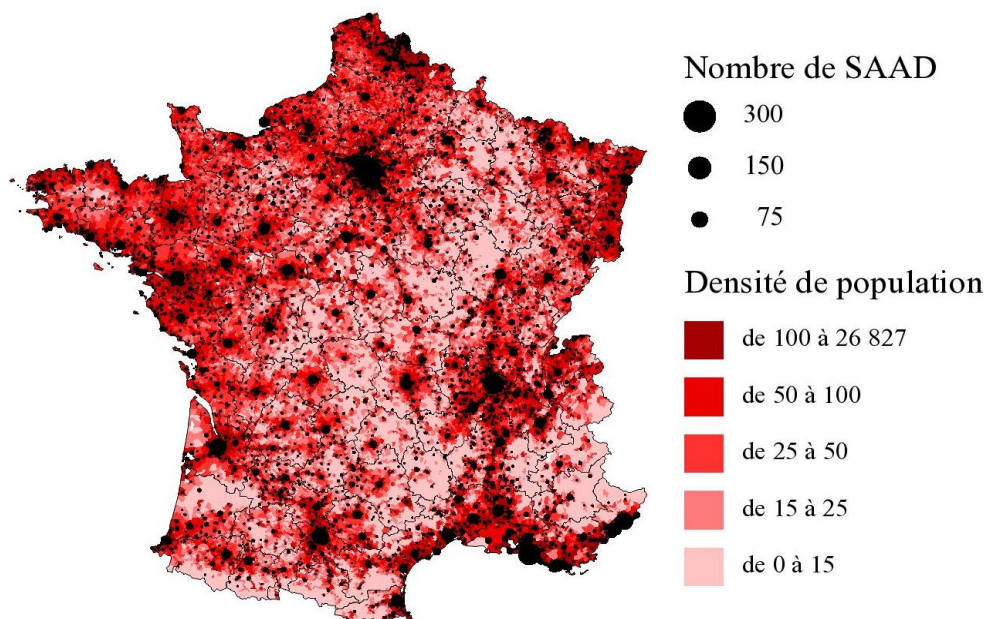 Nombre de SAAD
300
150
75
Densité de population
de 100 à 26 827
de 50 à 100
de 25 à 50
de 15 à 25
de 0 à 15